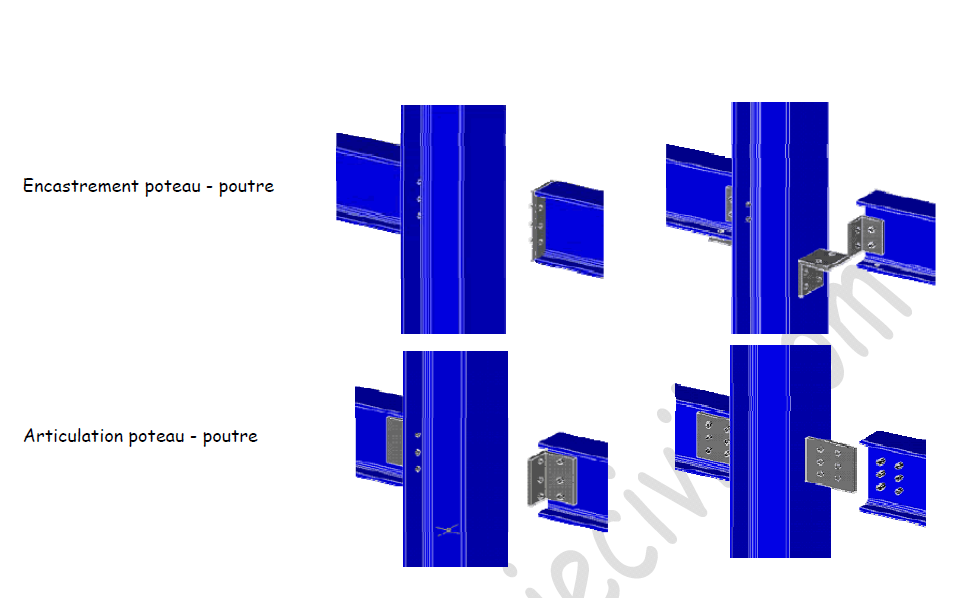 Encastrement poteau - poutre
Articulation poteau - poutre